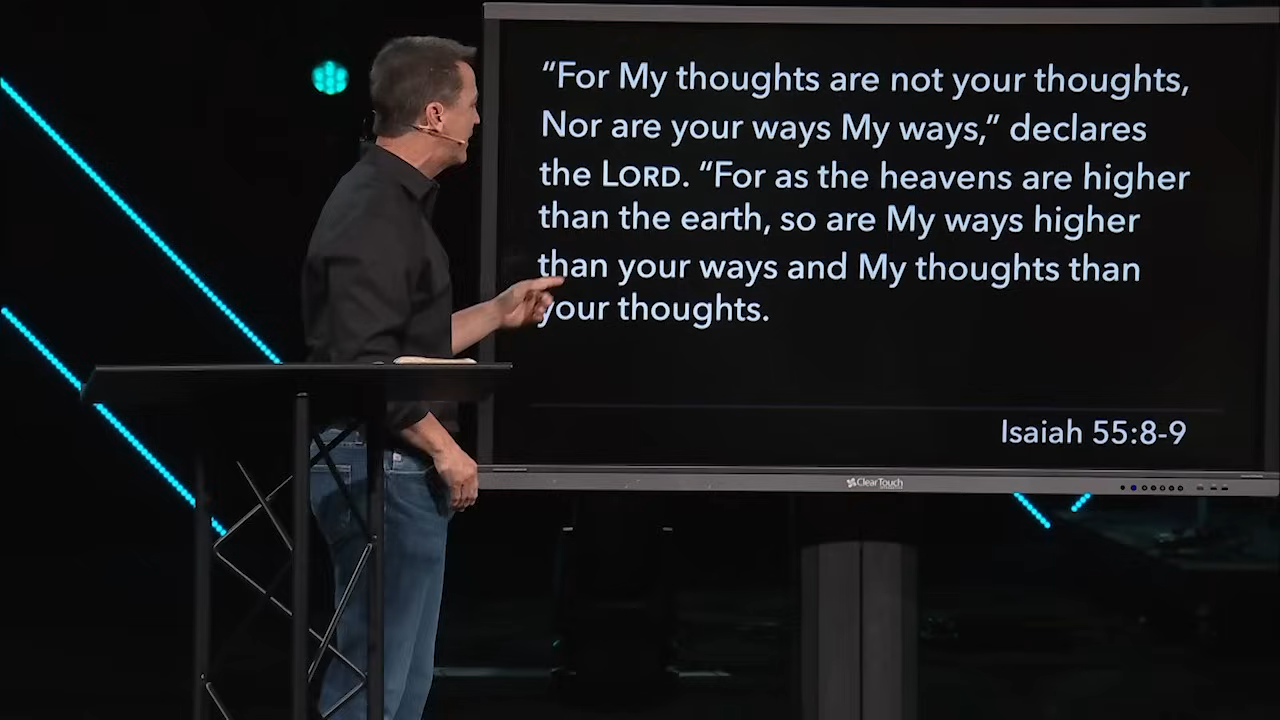 “For My thoughts are not your thoughts,
Nor are your ways My ways,” declares
the LORD. “For as the heavens are higher
than the earth, so are My ways higher
than your ways and My thoughts than
your thoughts.
Isaiah 55:8-9
ClearTouch